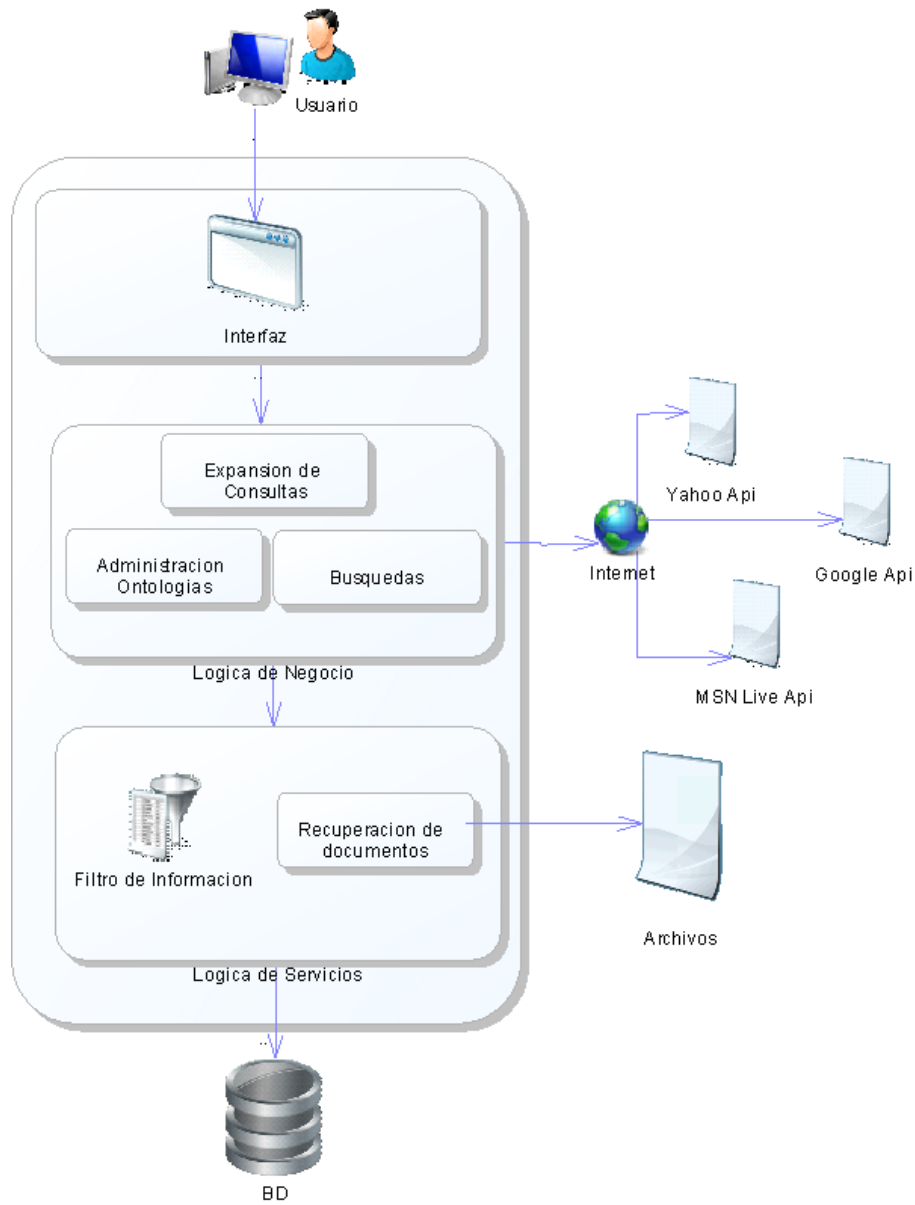 Usuario
Interfaz
Expansion de
Consultas
Administracion
Ontologias
Busquedas
Logica de Negocio
Internet
Yahoo Api
Google Api
MSN Live Api
Filtro de Informacion
Recuperacion de
documentos
Archivos
Logica de Servicios
BD